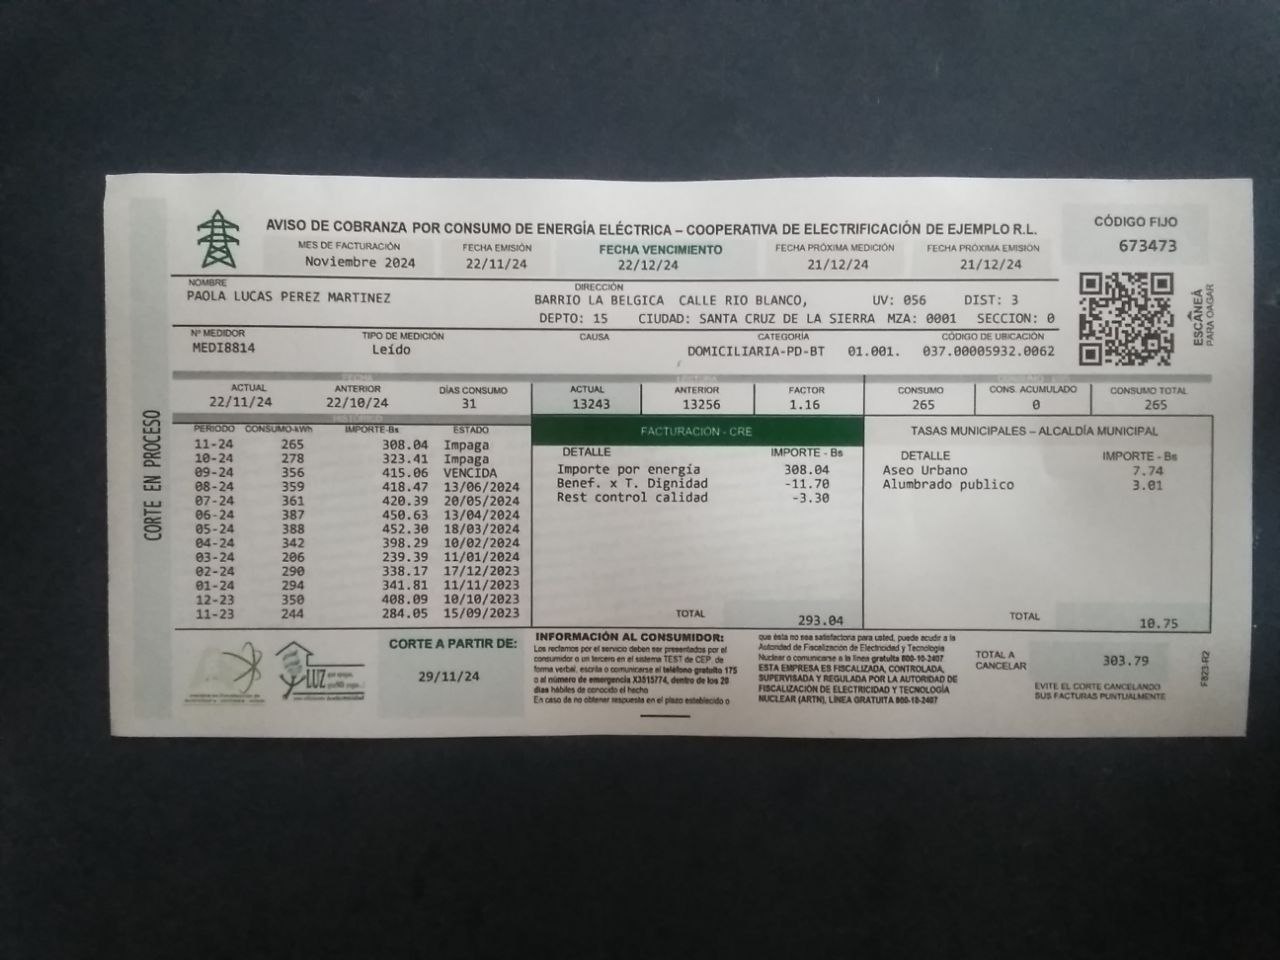 AVISO DE COBRANZA POR CONSUMO DE ENERGÍA ELÉCTRICA – COOPERATIVA DE ELECTRIFICACIÓN DE EJEMPLO R.L.
CÓDIGO FIJO
673473
MES DE FACTURACIÓN FECHA EMISIÓN FECHA VENCIMIENTO FECHA PRÓXIMA MEDICIÓN FECHA PRÓXIMA EMISIÓN
Noviembre 2024 22/11/24 22/12/24 21/12/24 21/12/24
NOMBRE DIRECCIÓN
PAOLA LUCAS PEREZ MARTINEZ BARRIO LA BELGICA CALLE RIO BLANCO, UV: 056 DIST: 3
DEPTO: 15 CIUDAD: SANTA CRUZ DE LA SIERRA MZA: 0001 SECCION: 0
ESCANEÁ
PARA OAGAR
Nº MEDIDOR TIPO DE MEDICIÓN CAUSA CATEGORÍA CÓDIGO DE UBICACIÓN
MEDI8814 Leído DOMICILIARIA-PD-BT 01.001. 037.00005932.0062
FECHA LECTURA
ACTUAL ANTERIOR DÍAS CONSUMO ACTUAL ANTERIOR FACTOR CONSUMO CONS. ACUMULADO CONSUMO TOTAL
22/11/24 22/10/24 31 13243 13256 1.16 265 0 265
CORTE EN PROCESO
HISTORICO
PERIODO CONSUMO-kWh IMPORTE-Bs ESTADO
11-24 265 308.04 Impaga
10-24 278 323.41 Impaga
09-24 356 415.06 VENCIDA
08-24 359 418.47 13/06/2024
07-24 361 420.39 20/05/2024
06-24 387 450.63 13/04/2024
05-24 388 452.30 18/03/2024
04-24 342 398.29 10/02/2024
03-24 206 239.39 11/01/2024
02-24 290 338.17 17/12/2023
01-24 294 341.81 11/11/2023
12-23 350 408.09 10/10/2023
11-23 244 284.05 15/09/2023
FACTURACION - CRE
DETALLE IMPORTE - Bs
Importe por energía 308.04
Benef. x T. Dignidad -11.70
Rest control calidad -3.30
TOTAL 293.04
TASAS MUNICIPALES – ALCALDÍA MUNICIPAL
DETALLE IMPORTE - Bs
Aseo Urbano 7.74
Alumbrado publico 3.01
TOTAL 10.75
LUZ
CORTE A PARTIR DE:
29/11/24
INFORMACIÓN AL CONSUMIDOR:
Los reclamos por el servicio deben ser presentados por el
consumidor o un tercero en el sistema TEST de CEP, de
forma verbal, escrita o comunicarse al teléfono gratuito 175
o al número de emergencia X3515774, dentro de los 20
días hábiles de conocido el hecho
En caso de no obtener respuesta en el plazo establecido o
que ésta no sea satisfactoria para usted, puede acudir a la
Autoridad de Fiscalización de Electricidad y Tecnología
Nuclear o comunicarse a la línea gratuita 800-10-2407
ESTA EMPRESA ES FISCALIZADA, CONTROLADA,
SUPERVISADA Y REGULADA POR LA AUTORIDAD DE
FISCALIZACIÓN DE ELECTRICIDAD Y TECNOLOGÍA
NUCLEAR (ARTN), LÍNEA GRATUITA 800-10-2407
TOTAL A
CANCELAR 303.79
EVITE EL CORTE CANCELANDO
SUS FACTURAS PUNTUALMENTE
F823-R2